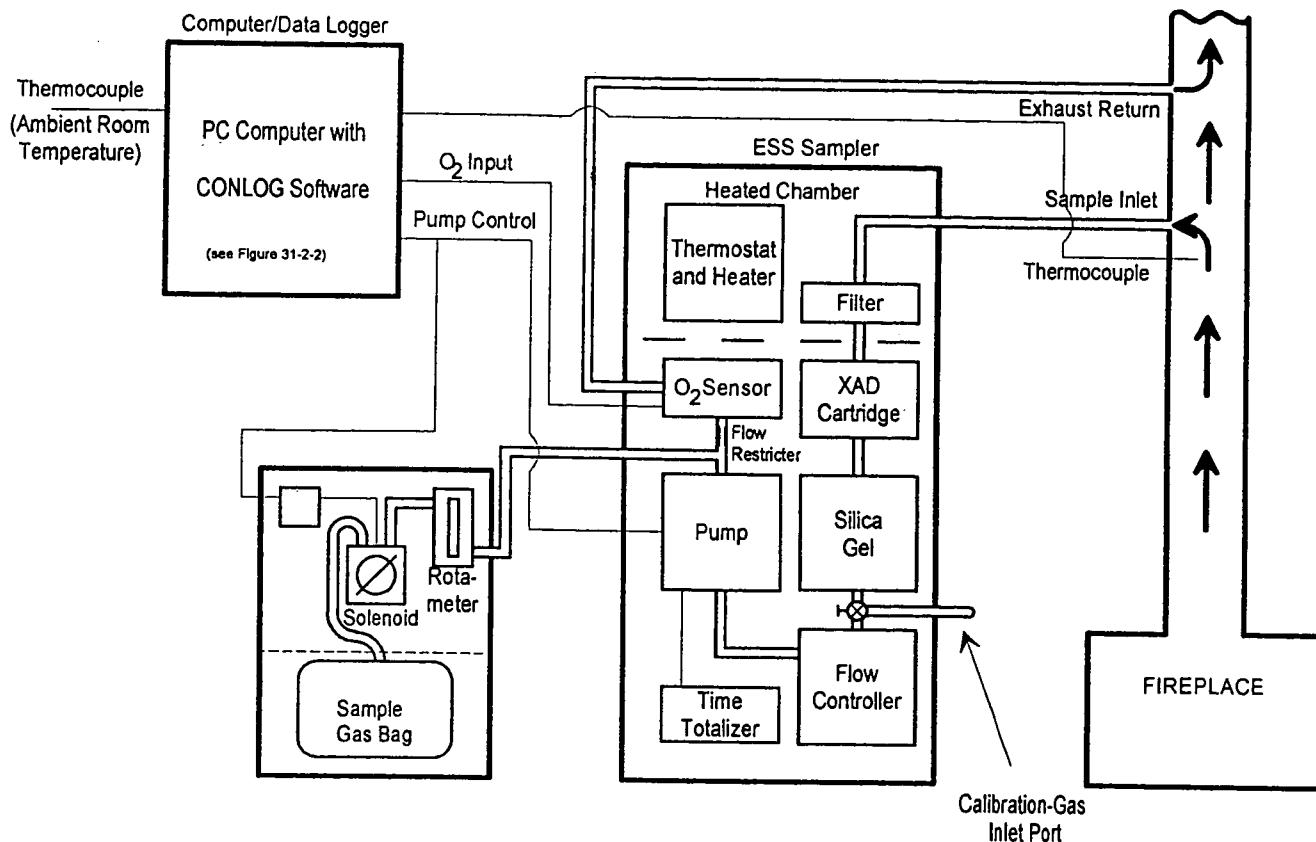 Computer/Data Logger
Thermocouple
(Ambient Room
Temperature)
PC Computer with
CONLOG Software
(see Figure 31-2-2)
O2 Input
Pump Control
Exhaust Return
ESS Sampler
Heated Chamber
Sample Inlet
Thermocouple
Thermostat
and Heater
Filter
O2 Sensor
XAD
Cartridge
Flow
Restricter
Pump
Silica
Gel
Rota-
meter
Solenoid
Sample
Gas Bag
Time
Totalizer
Flow
Controller
FIREPLACE
Calibration-Gas
Inlet Port